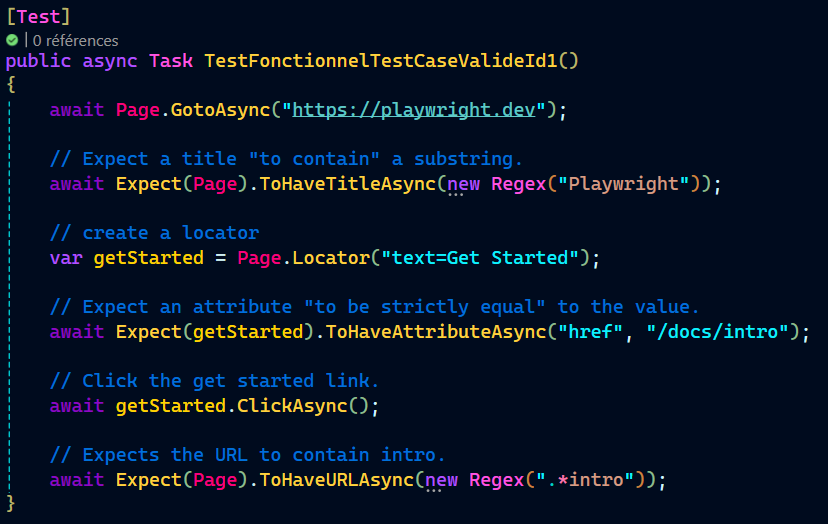 [Test]
| 0 références
public async Task TestFonctionnelTestCaseValideId1()
{
await Page.GotoAsync("https://playwright.dev");
// Expect a title "to contain" a substring.
await Expect(Page).ToHaveTitleAsync(new Regex("Playwright"));
// create a locator
var getStarted = Page.Locator("text=Get Started");
// Expect an attribute "to be strictly equal" to the value.
await Expect(getStarted).ToHaveAttributeAsync("href", "/docs/intro");
// Click the get started link.
await getStarted.ClickAsync();
// Expects the URL to contain intro.
await Expect(Page).ToHaveURLAsync(new Regex(".*intro"));
}